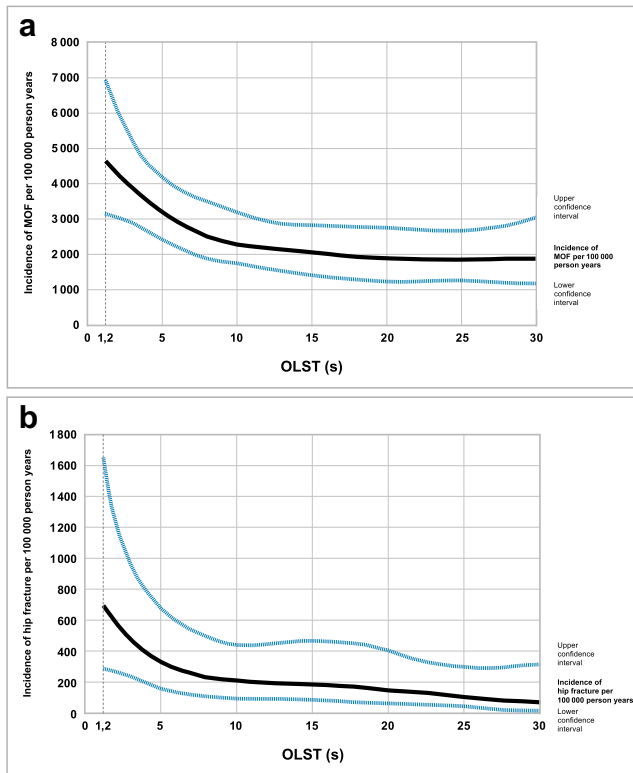 a
8 000
7 000
6 000
5 000
4 000
3 000
2 000
1 000
0
Incidence of MOF per 100 000 person years
0 1,2 5 10 15 20 25 30
OLST (s)
Upper
confidence
interval
Incidence of
MOF per 100 000
person years
Lower
confidence
interval
b
1 800
1 600
1 400
1 200
1 000
800
600
400
200
0
Incidence of hip fracture per 100 000 person years
0 1,2 5 10 15 20 25 30
OLST (s)
Upper
confidence
interval
Incidence of
hip fracture per
100 000 person years
Lower
confidence
interval